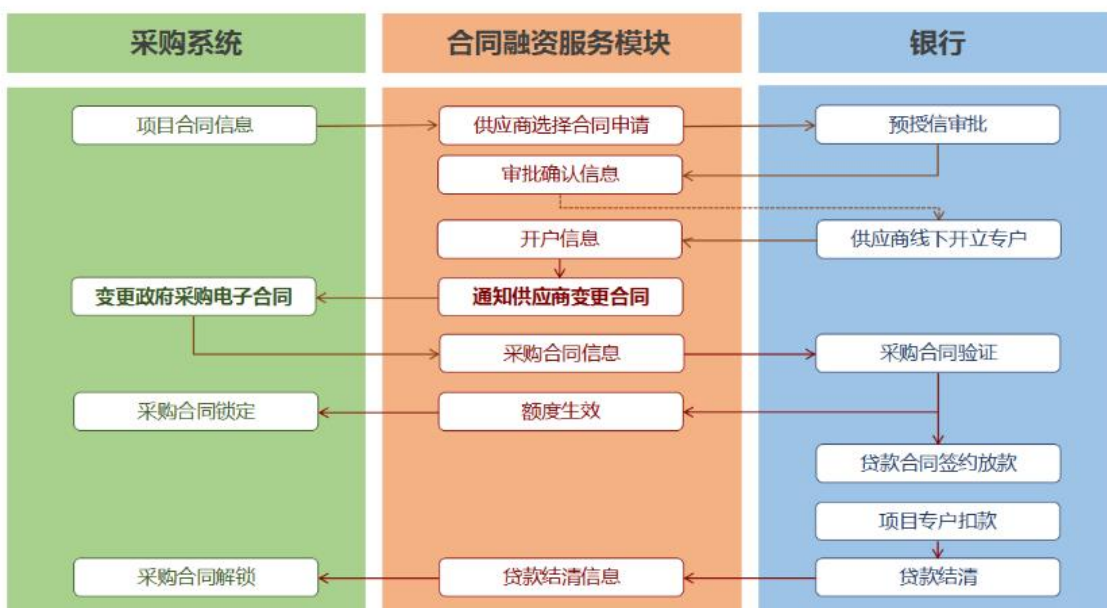 采购系统
合同融资服务模块
银行
项目合同信息
供应商选择合同申请
预授信审批
审批确认信息
开户信息
供应商线下开立专户
变更政府采购电子合同
通知供应商变更合同
采购合同信息
采购合同验证
采购合同锁定
额度生效
贷款合同签约放款
项目专户扣款
采购合同解锁
贷款结清信息
贷款结清